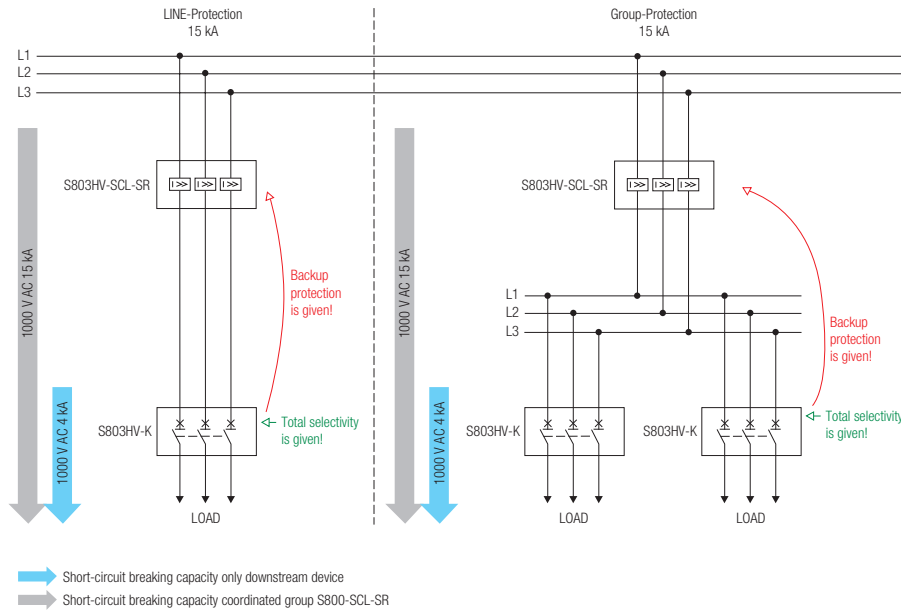 LINE-Protection
15 kA
Group-Protection
15 kA
L1
L2
L3
S803HV-SCL-SR
I >>
I >>
I >>
1000 V AC 15 kA
Backup
protection
is given!
1000 V AC 4 kA
S803HV-K
Total selectivity
is given!
LOAD
S803HV-SCL-SR
I >>
I >>
I >>
1000 V AC 15 kA
L1
L2
L3
Backup
protection
is given!
1000 V AC 4 kA
S803HV-K
S803HV-K
Total selectivity
is given!
LOAD
LOAD
Short-circuit breaking capacity only downstream device
Short-circuit breaking capacity coordinated group S800-SCL-SR